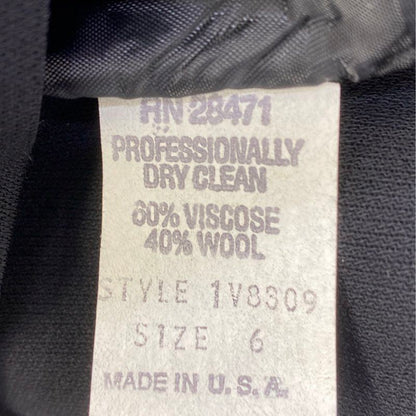 RN 28471
PROFESSIONALLY
DRY CLEAN
60% VISCOSE
40% WOOL
STYLE 1V8309
SIZE 6
MADE IN U.S.A.